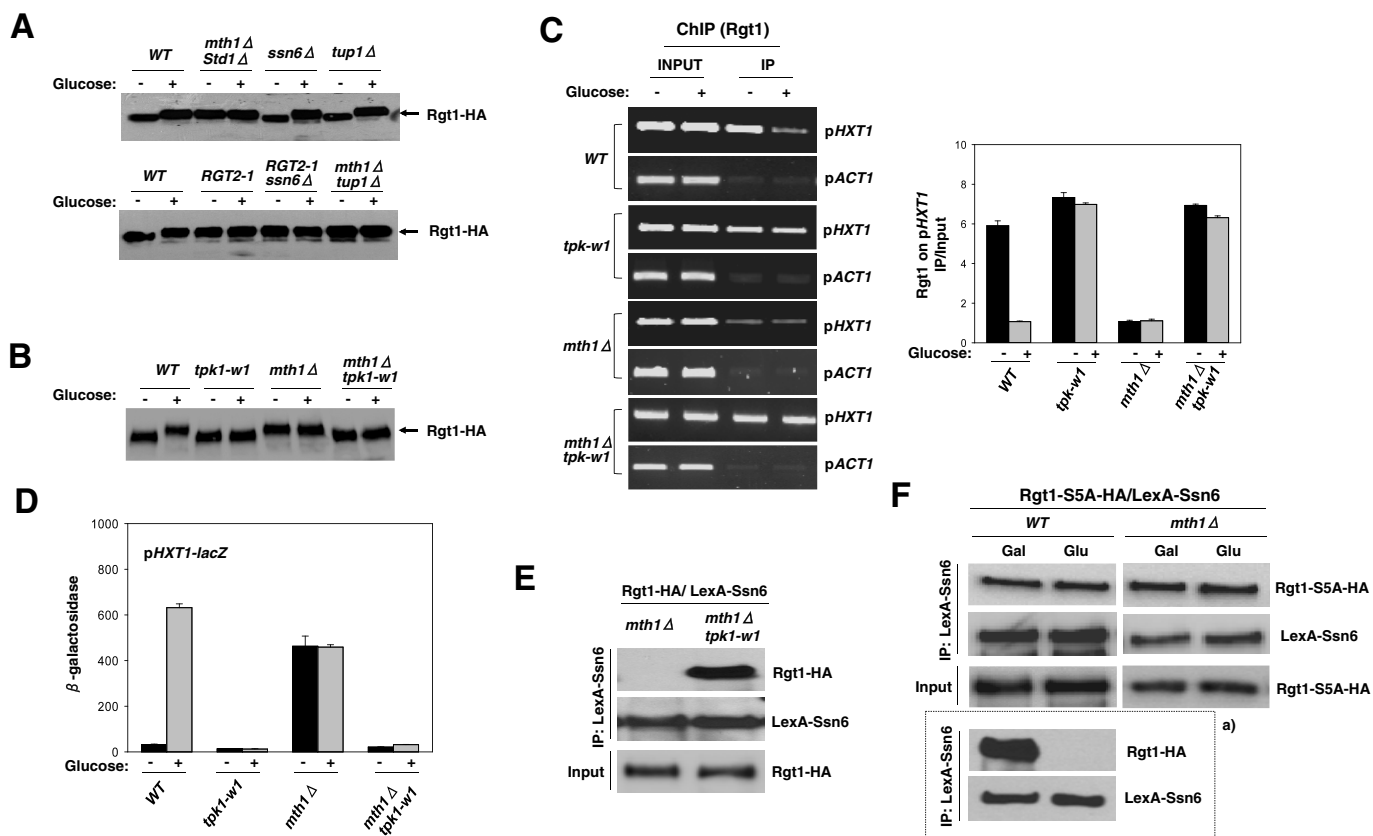 A
WT mth1Δ Std1Δ ssn6Δ tup1Δ
Glucose: - + - + - + - +
Rgt1-HA
WT RGT2-1 RGT2-1 ssn6Δ mth1Δ tup1Δ
Glucose: - + - + - + - +
Rgt1-HA
B
WT tpk1-w1 mth1Δ mth1Δ tpk1-w1
Glucose: - + - + - + - +
Rgt1-HA
C
ChIP (Rgt1)
INPUT IP
Glucose: - + - +
WT
pHXT1
pACT1
tpk-w1
pHXT1
pACT1
mth1Δ
pHXT1
pACT1
mth1Δ tpk-w1
pHXT1
pACT1
Rgt1 on pHXT1
IP/Input
10
8
6
4
2
0
Glucose: - + - + - + - +
WT tpk-w1 mth1Δ mth1Δ tpk-w1
D
β-galactosidase
1000
800
600
400
200
0
pHXT1-lacZ
Glucose: - + - + - + - +
WT tpk1-w1 mth1Δ mth1Δ tpk1-w1
E
Rgt1-HA/ LexA-Ssn6
mth1Δ mth1Δ tpk1-w1
IP: LexA-Ssn6
Rgt1-HA
LexA-Ssn6
Input
Rgt1-HA
F
Rgt1-S5A-HA/LexA-Ssn6
WT mth1Δ
Gal Glu Gal Glu
IP: LexA-Ssn6
Rgt1-S5A-HA
LexA-Ssn6
Input
Rgt1-S5A-HA
a)
IP: LexA-Ssn6
Rgt1-HA
LexA-Ssn6